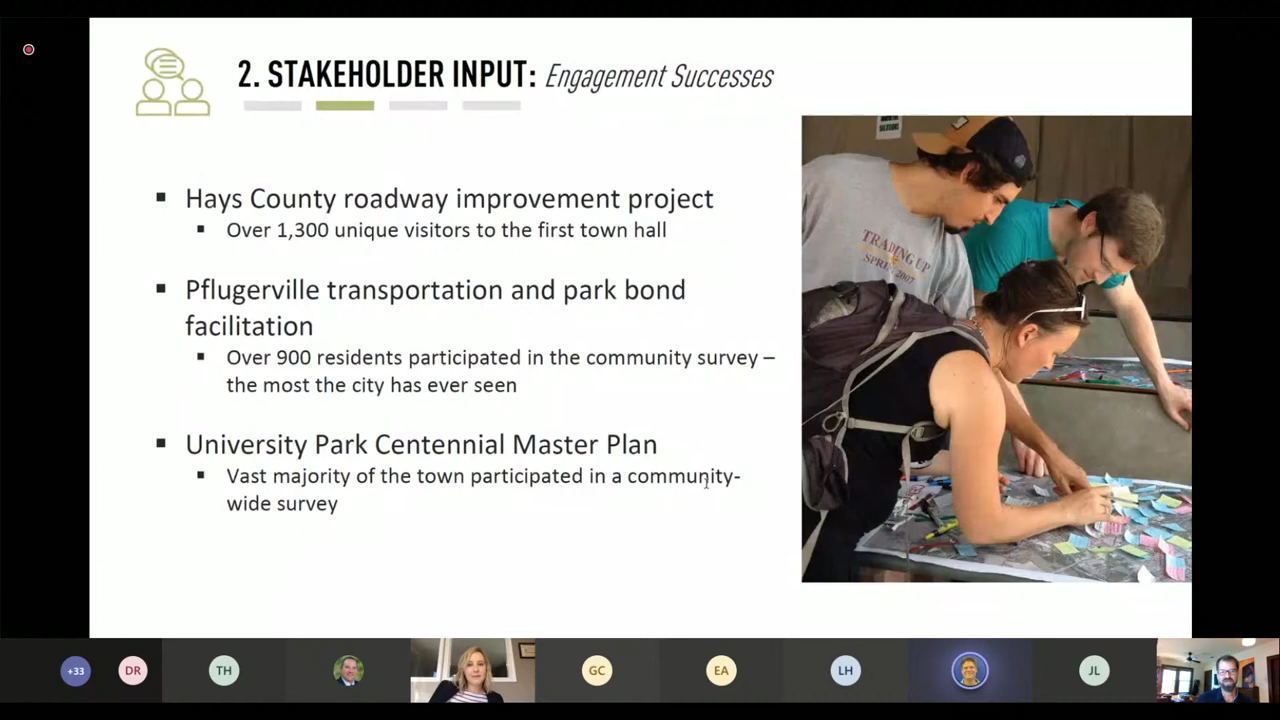 2. STAKEHOLDER INPUT: Engagement Successes
▪ Hays County roadway improvement project
▪ Over 1,300 unique visitors to the first town hall
▪ Pflugerville transportation and park bond
facilitation
▪ Over 900 residents participated in the community survey –
the most the city has ever seen
▪ University Park Centennial Master Plan
▪ Vast majority of the town participated in a community-
wide survey
SOLUTIONS
TRADING UP
SPRING 2007
+33
DR
TH
GC
EA
LH
JL